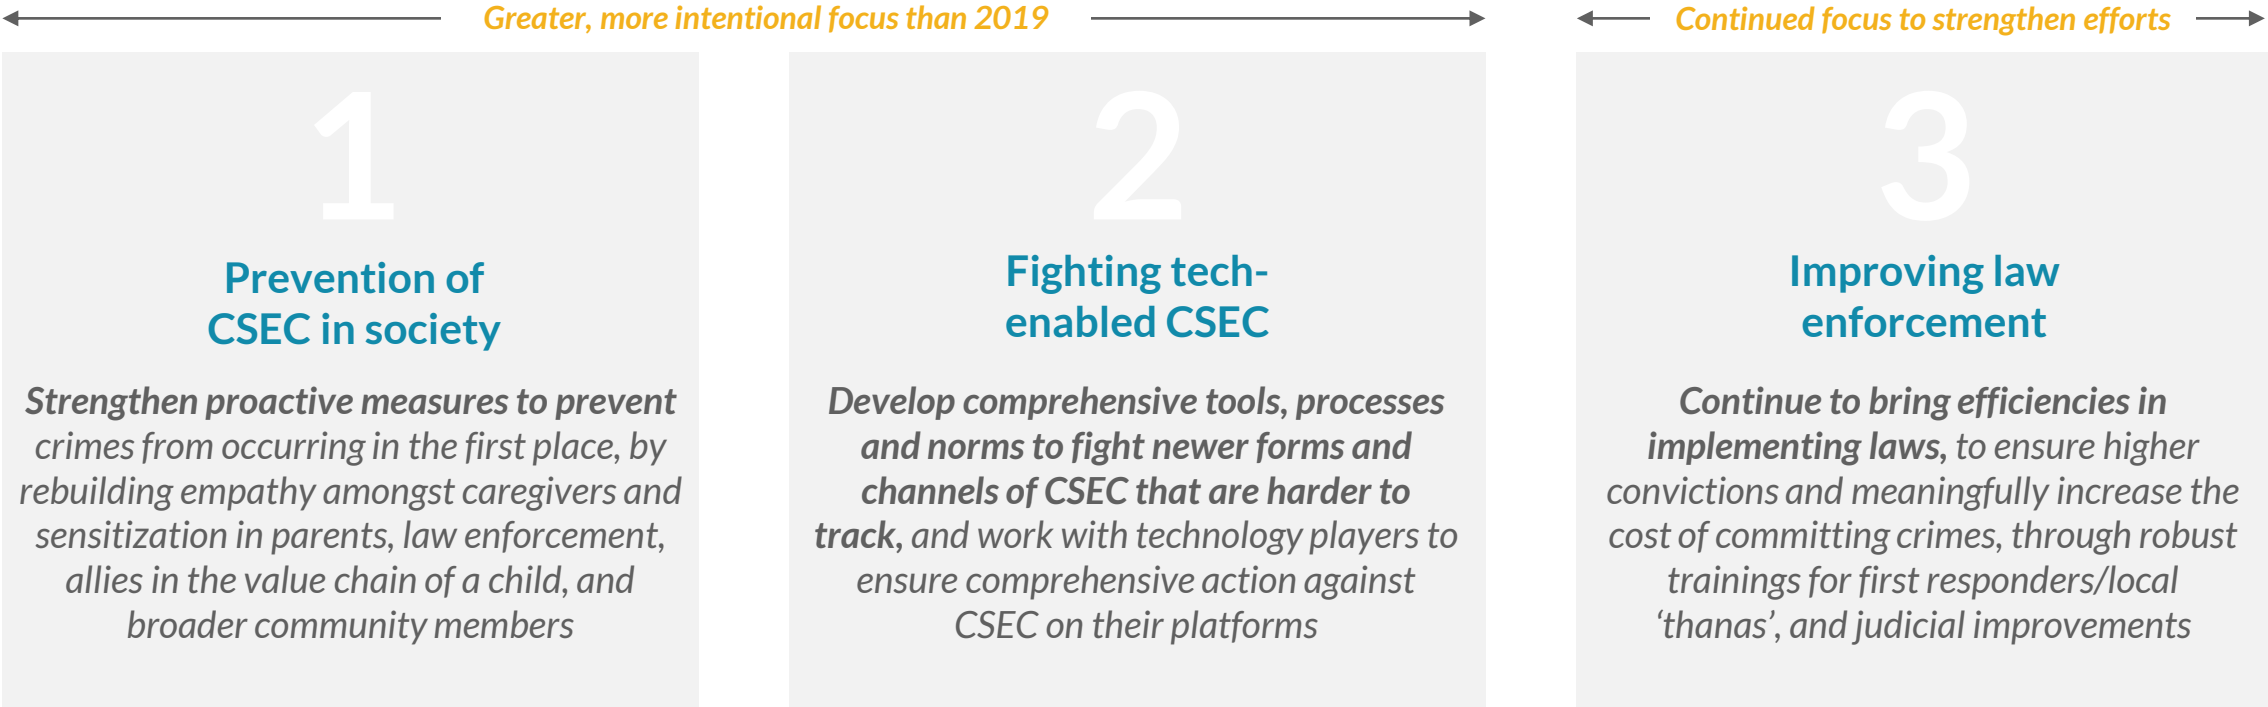 Greater, more intentional focus than 2019
Continued focus to strengthen efforts
1
Prevention of
CSEC in society
Strengthen proactive measures to prevent
crimes from occurring in the first place, by
rebuilding empathy amongst caregivers and
sensitization in parents, law enforcement,
allies in the value chain of a child, and
broader community members
2
Fighting tech-
enabled CSEC
Develop comprehensive tools, processes
and norms to fight newer forms and
channels of CSEC that are harder to
track, and work with technology players to
ensure comprehensive action against
CSEC on their platforms
3
Improving law
enforcement
Continue to bring efficiencies in
implementing laws, to ensure higher
convictions and meaningfully increase the
cost of committing crimes, through robust
trainings for first responders/local
‘thanas’, and judicial improvements